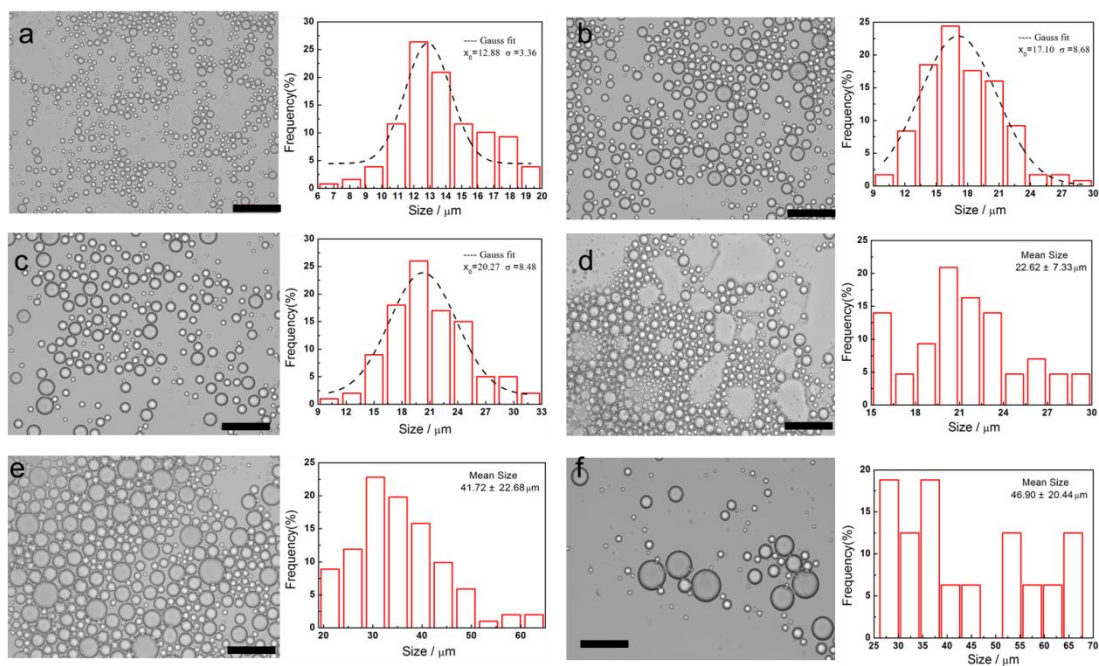 a
30
25
20
15
10
5
0
Frequency(%)
---- Gauss fit
x0=12.88 σ =3.36
6 7 8 9 10 11 12 13 14 15 16 17 18 19 20
Size / μm
b
25
20
15
10
5
0
Frequency(%)
---- Gauss fit
x0=17.10 σ =8.68
9 12 15 18 21 24 27 30
Size / μm
c
30
25
20
15
10
5
0
Frequency(%)
---- Gauss fit
x0=20.27 σ =8.48
9 12 15 18 21 24 27 30 33
Size / μm
d
25
20
15
10
5
0
Frequency(%)
Mean Size
22.62 ± 7.33 μm
15 18 21 24 27 30
Size / μm
e
25
20
15
10
5
0
Frequency(%)
Mean Size
41.72 ± 22.68 μm
20 30 40 50 60
Size / μm
f
25
20
15
10
5
0
Frequency(%)
Mean Size
46.90 ± 20.44 μm
25 30 35 40 45 50 55 60 65 70
Size / μm